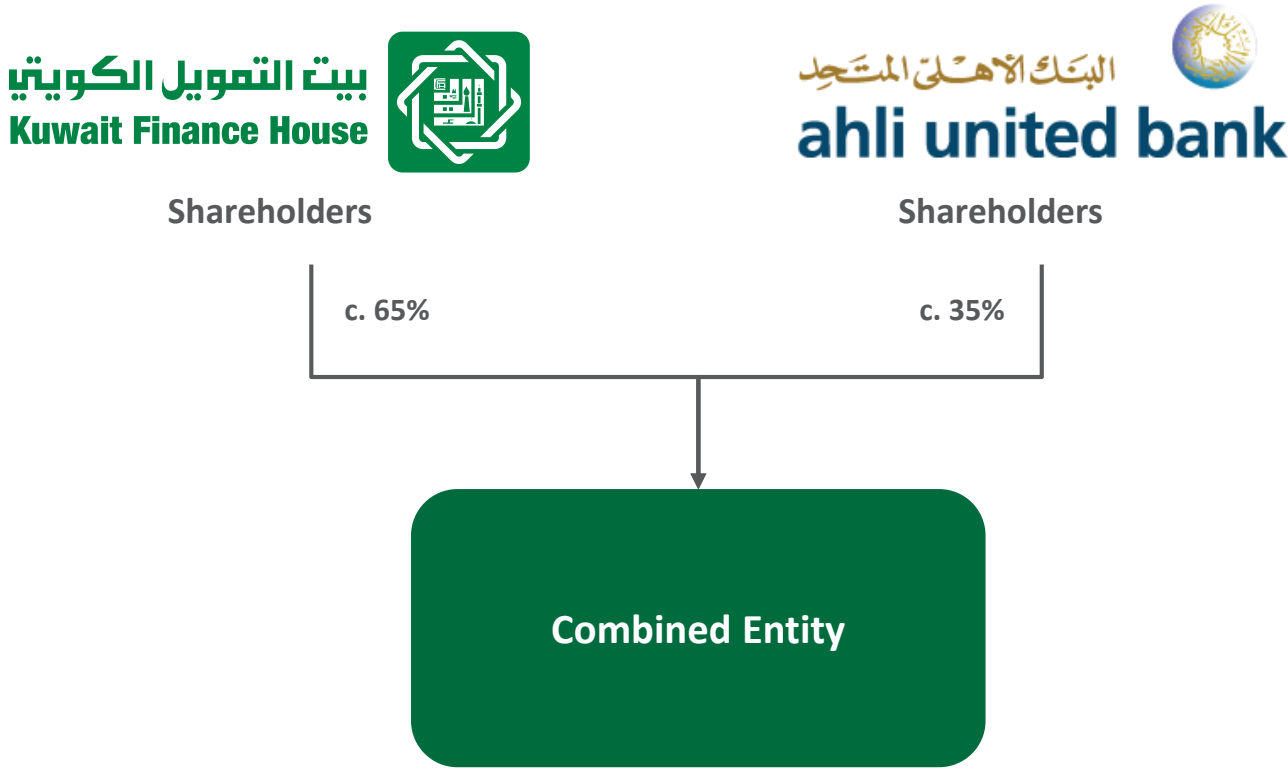 بيت التمويل الكويتي
Kuwait Finance House
البنك الأهلي المتحد
ahli united bank
Shareholders
Shareholders
c. 65%
c. 35%
Combined Entity